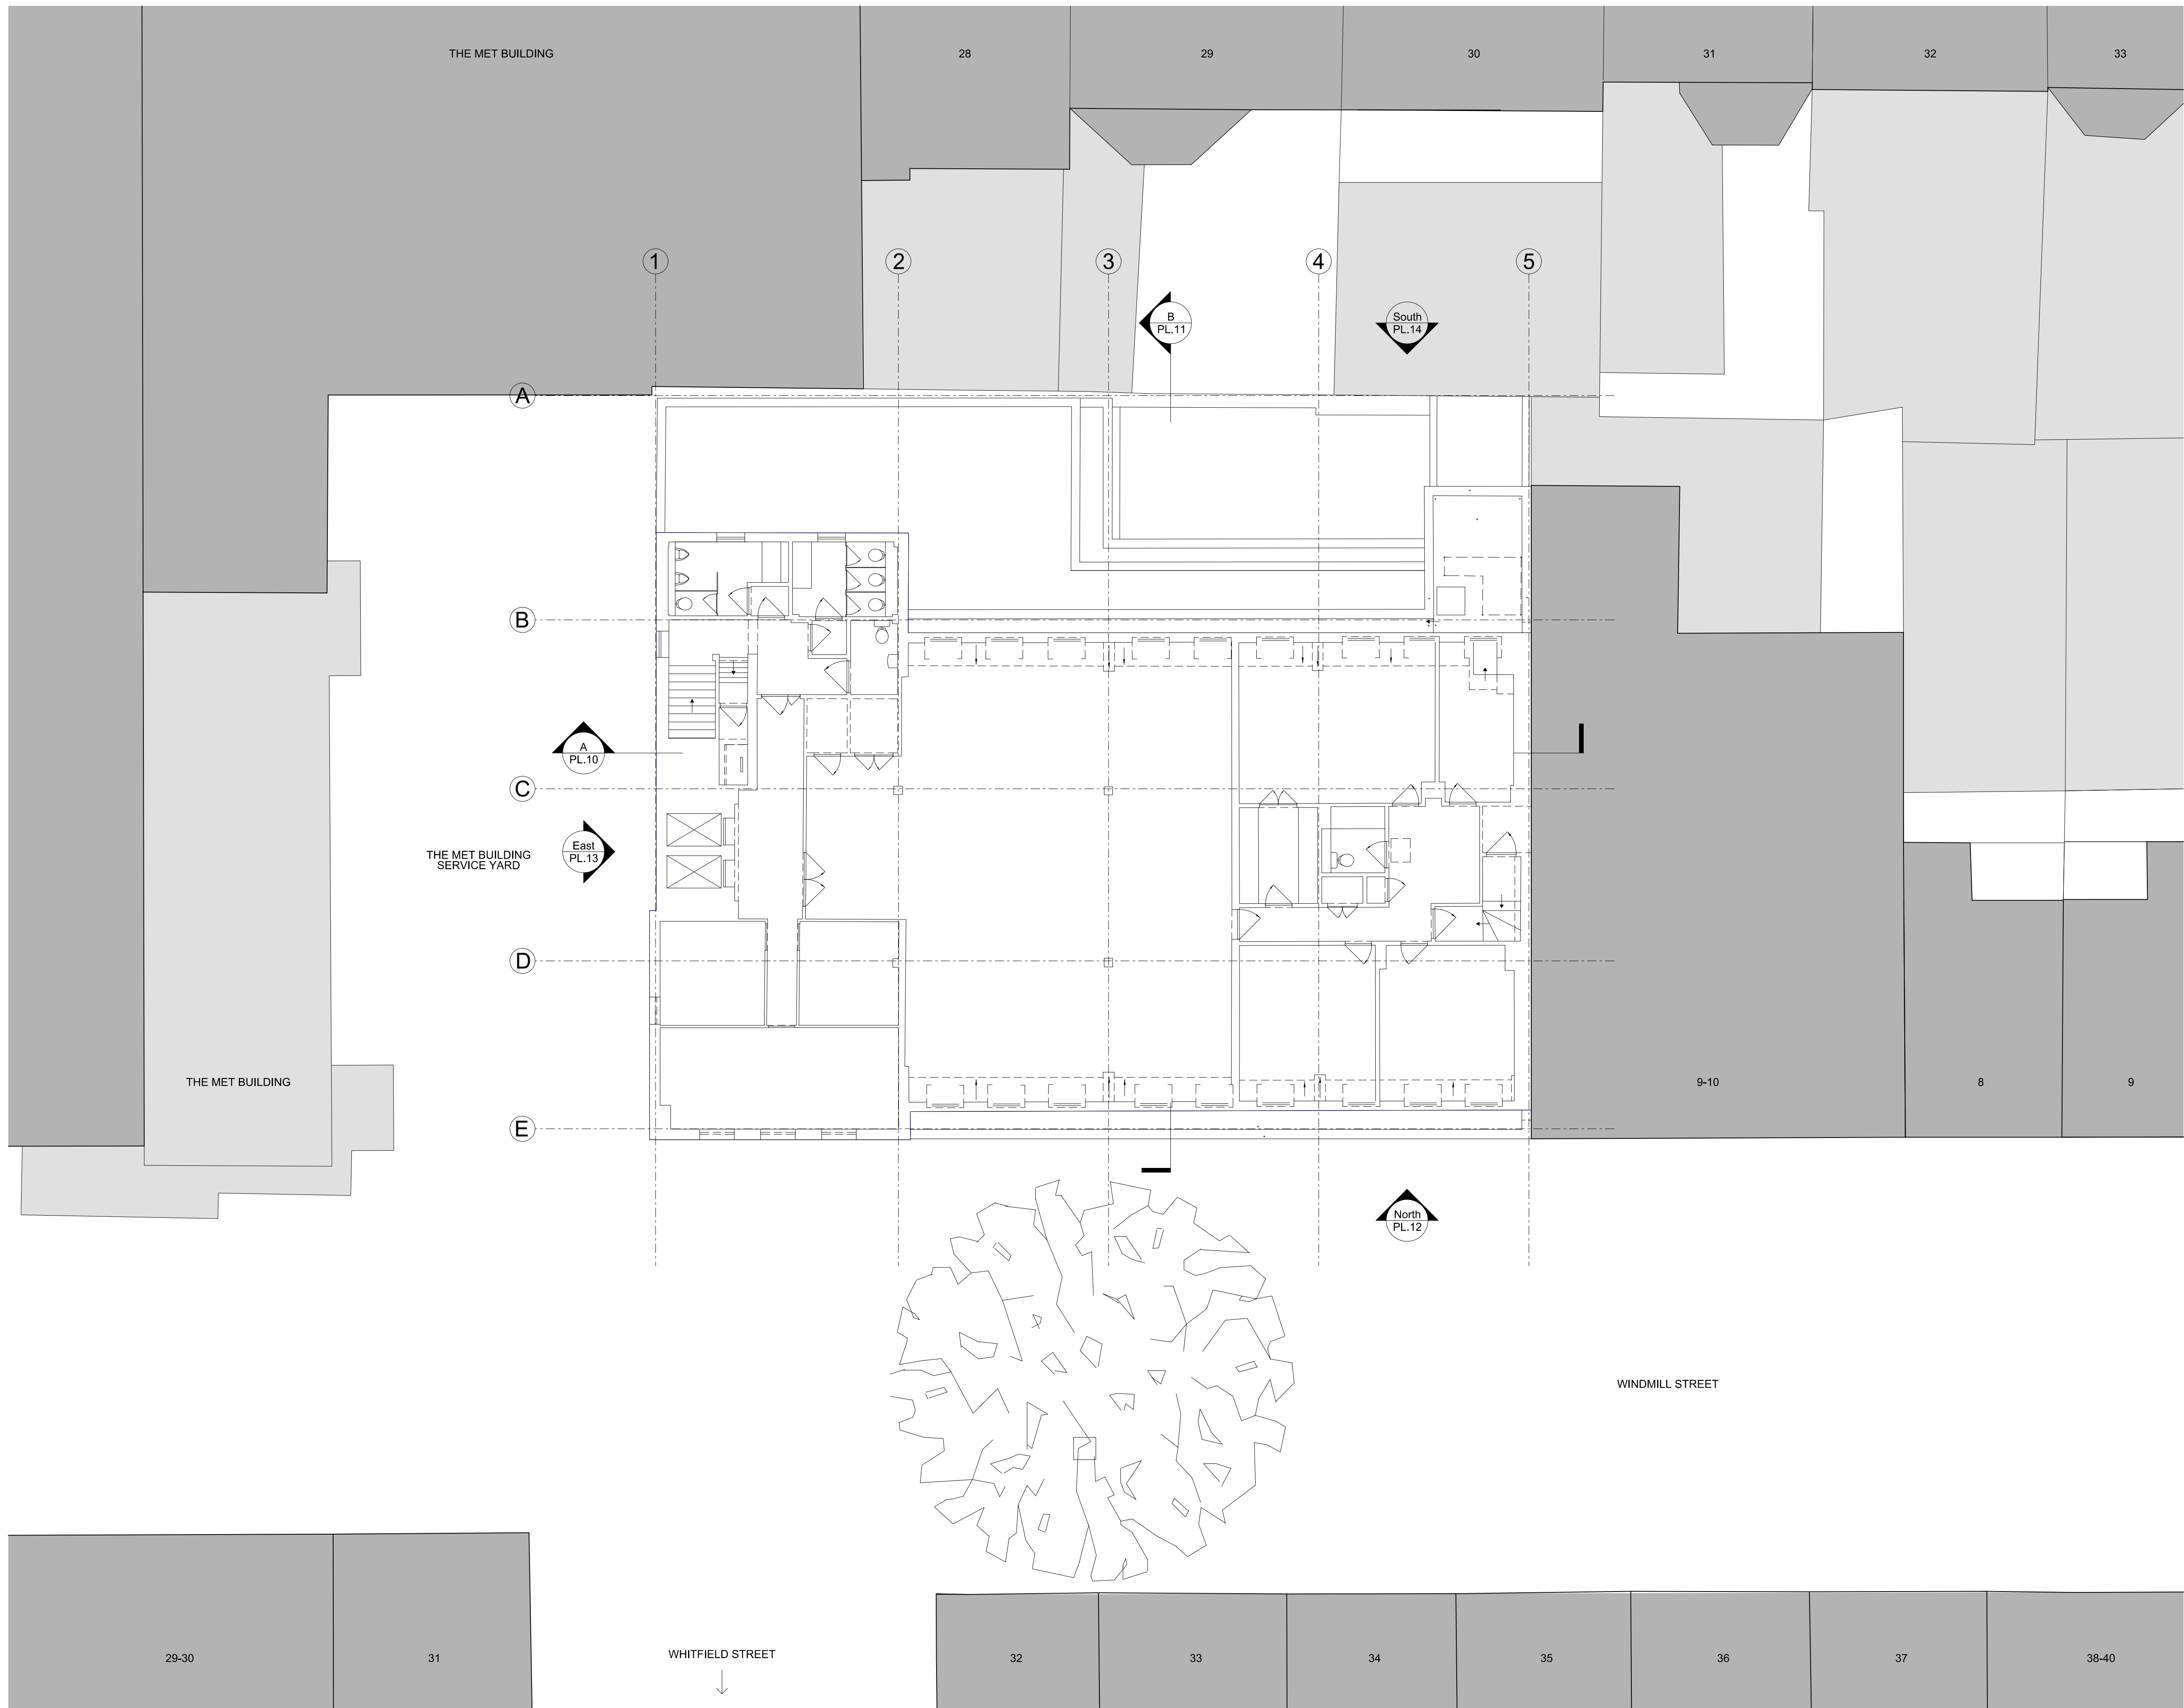 THE MET BUILDING
28
29
30
31
32
33
1
2
3
4
5
B
PL.11
South
PL.14
A
B
A
PL.10
C
THE MET BUILDING
SERVICE YARD
East
PL.13
D
THE MET BUILDING
9-10
8
9
E
North
PL.12
WINDMILL STREET
29-30
31
WHITFIELD STREET
32
33
34
35
36
37
38-40